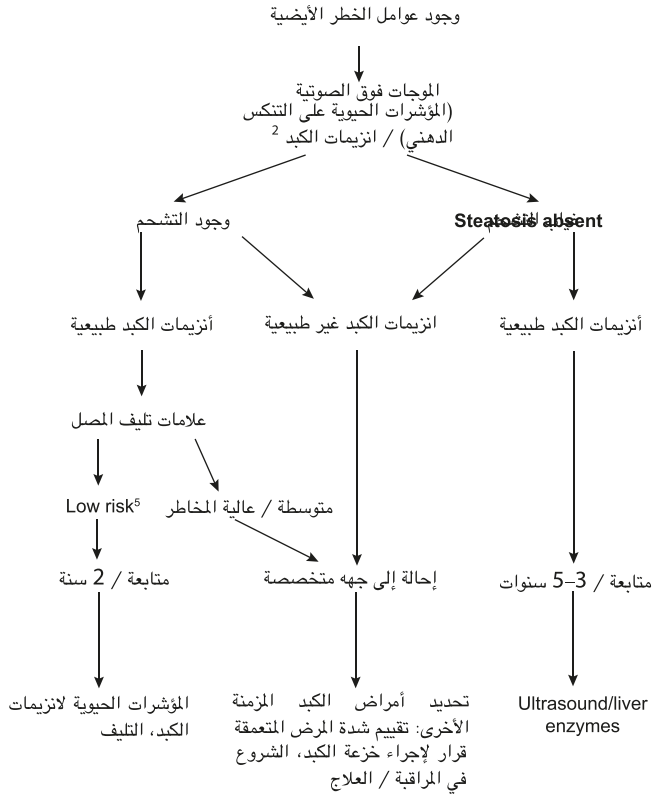 وجود عوامل الخطر الأيضية
الموجات فوق الصوتية
(المؤشرات الحيوية على التنكس
الدهني) / انزيمات الكبد 2
وجود التشحم
Steatosis absent
أنزيمات الكبد طبيعية
انزيمات الكبد غير طبيعية
أنزيمات الكبد طبيعية
علامات تليف المصل
Low risk5
متوسطة / عالية المخاطر
متابعة / 2 سنة
إحالة إلى جهه متخصصة
متابعة / 3–5 سنوات
المؤشرات الحيوية لانزيمات
الكبد، التليف
تحديد أمراض الكبد المزمنة
الأخرى: تقييم شدة المرض المتعمقة
قرار لإجراء خزعة الكبد، الشروع
في المراقبة / العلاج
Ultrasound/liver
enzymes